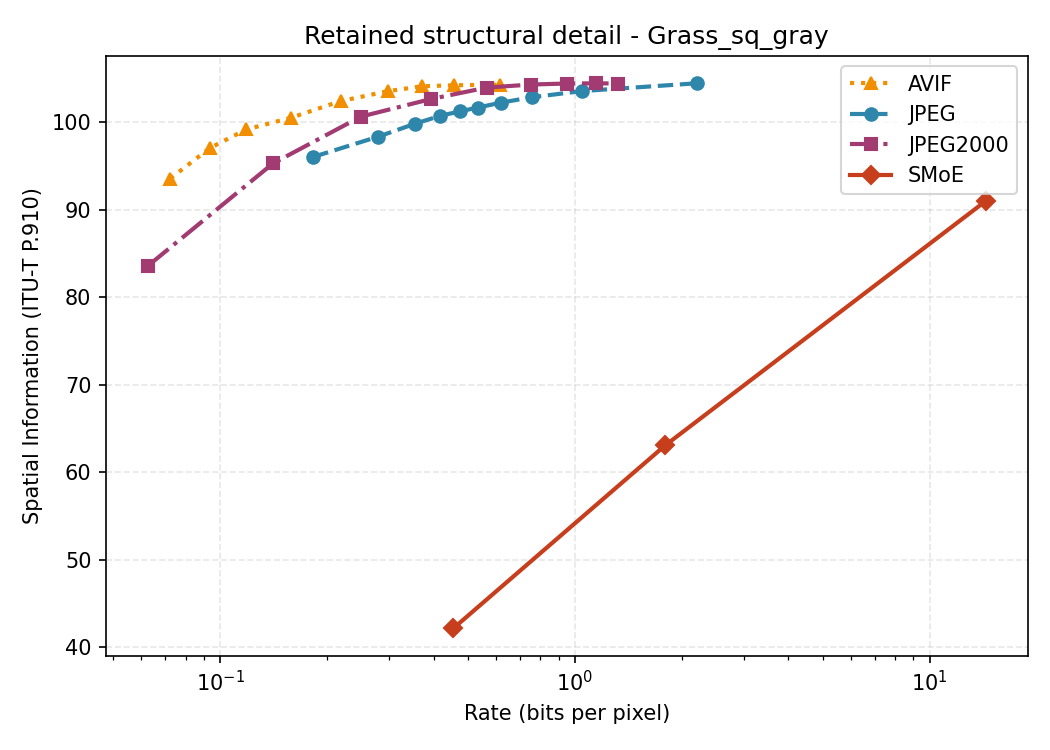 Retained structural detail - Grass_sq_gray
AVIF
JPEG
JPEG2000
SMoE
100
90
80
70
60
50
40
Spatial Information (ITU-T P.910)
10⁻¹
10⁰
10¹
Rate (bits per pixel)